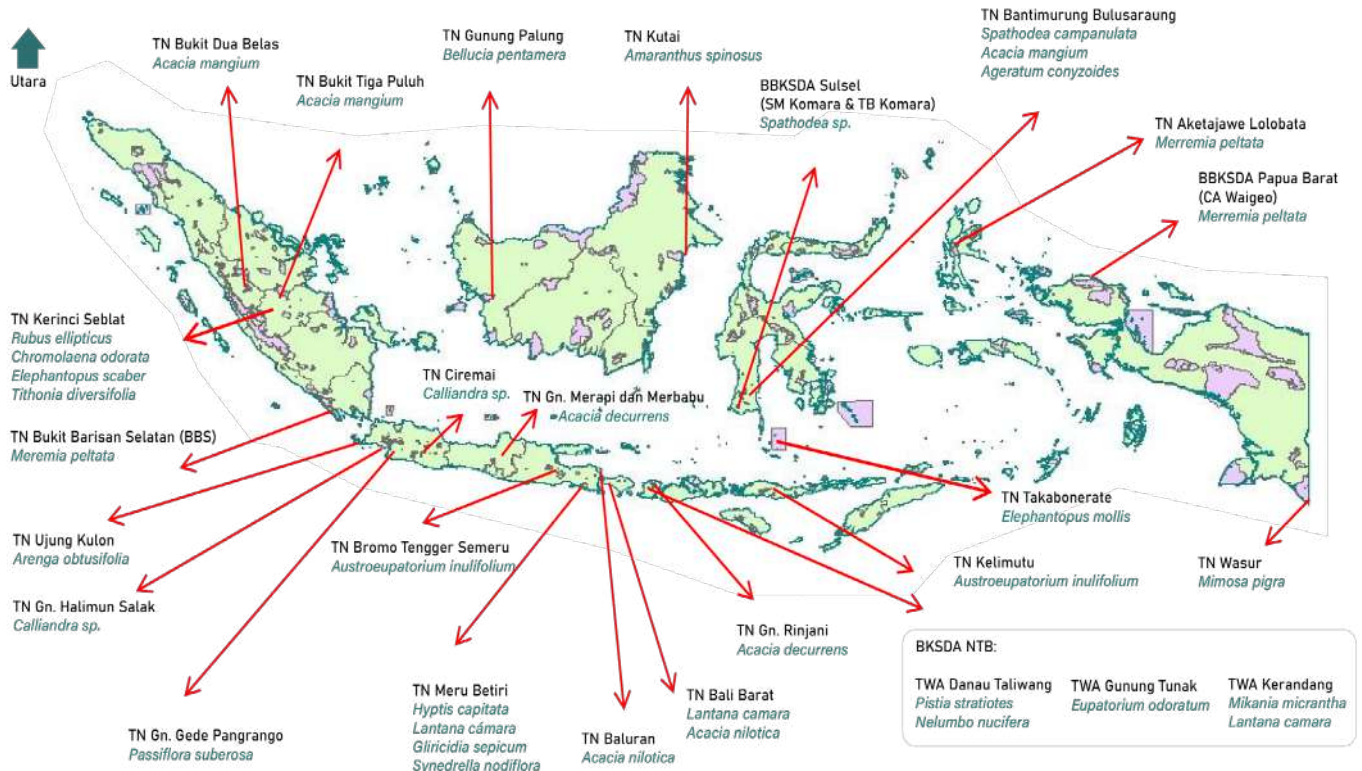 Utara
TN Bukit Dua Belas
Acacia mangium
TN Bukit Tiga Puluh
Acacia mangium
TN Gunung Palung
Bellucia pentamera
TN Kutai
Amaranthus spinosus
BBKSDA Sulsel
(SM Komara & TB Komara)
Spathodea sp.
TN Bantimurung Bulusaraung
Spathodea campanulata
Acacia mangium
Ageratum conyzoides
TN Aketajawe Lolobata
Merremia peltata
BBKSDA Papua Barat
(CA Waigeo)
Merremia peltata
TN Kerinci Seblat
Rubus ellipticus
Chromolaena odorata
Elephantopus scaber
Tithonia diversifolia
TN Ciremai
Calliandra sp.
TN Gn. Merapi dan Merbabu
Acacia decurrens
TN Bukit Barisan Selatan (BBS)
Meremia peltata
TN Ujung Kulon
Arenga obtusifolia
TN Gn. Halimun Salak
Calliandra sp.
TN Bromo Tengger Semeru
Austroeupatorium inulifolium
TN Takabonerate
Elephantopus mollis
TN Kelimutu
Austroeupatorium inulifolium
TN Wasur
Mimosa pigra
TN Gn. Rinjani
Acacia decurrens
TN Gn. Gede Pangrango
Passiflora suberosa
TN Meru Betiri
Hyptis capitata
Lantana cámara
Gliricidia sepicum
Synedrella nodiflora
TN Baluran
Acacia nilotica
TN Bali Barat
Lantana camara
Acacia nilotica
BKSDA NTB:
TWA Danau Taliwang
Pistia stratiotes
Nelumbo nucifera
TWA Gunung Tunak
Eupatorium odoratum
TWA Kerandang
Mikania micrantha
Lantana camara